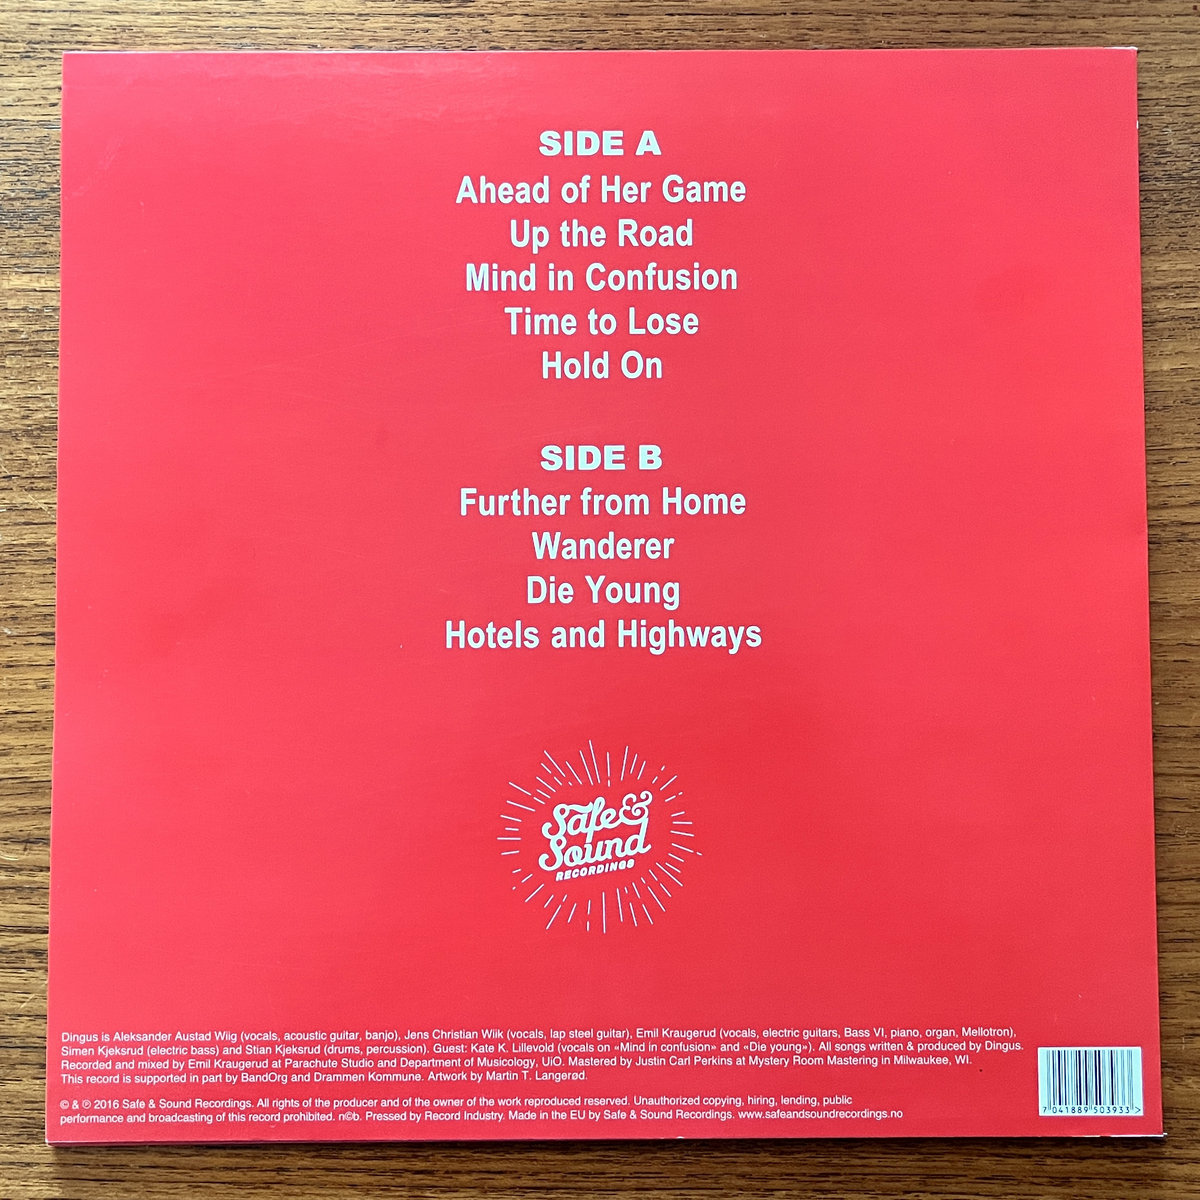 SIDE A
Ahead of Her Game
Up the Road
Mind in Confusion
Time to Lose
Hold On
SIDE B
Further from Home
Wanderer
Die Young
Hotels and Highways
Safe &
Sound
RECORDINGS
Dingus is Aleksander Austad Wiig (vocals, acoustic guitar, banjo), Jens Christian Wiik (vocals, lap steel guitar), Emil Kraugerud (vocals, electric guitars, Bass VI, piano, organ, Mellotron),
Simen Kjeksrud (electric bass) and Stian Kjeksrud (drums, percussion). Guest: Kate K. Lillevold (vocals on «Mind in confusion» and «Die young»). All songs written & produced by Dingus.
Recorded and mixed by Emil Kraugerud at Parachute Studio and Department of Musicology, UiO. Mastered by Justin Carl Perkins at Mystery Room Mastering in Milwaukee, WI.
This record is supported in part by BandOrg and Drammen Kommune. Artwork by Martin T. Langerød.
© & ℗ 2016 Safe & Sound Recordings. All rights of the producer and of the owner of the work reproduced reserved. Unauthorized copying, hiring, lending, public
performance and broadcasting of this record prohibited. n©b. Pressed by Record Industry. Made in the EU by Safe & Sound Recordings. www.safeandsoundrecordings.no
7 041889 503933 >